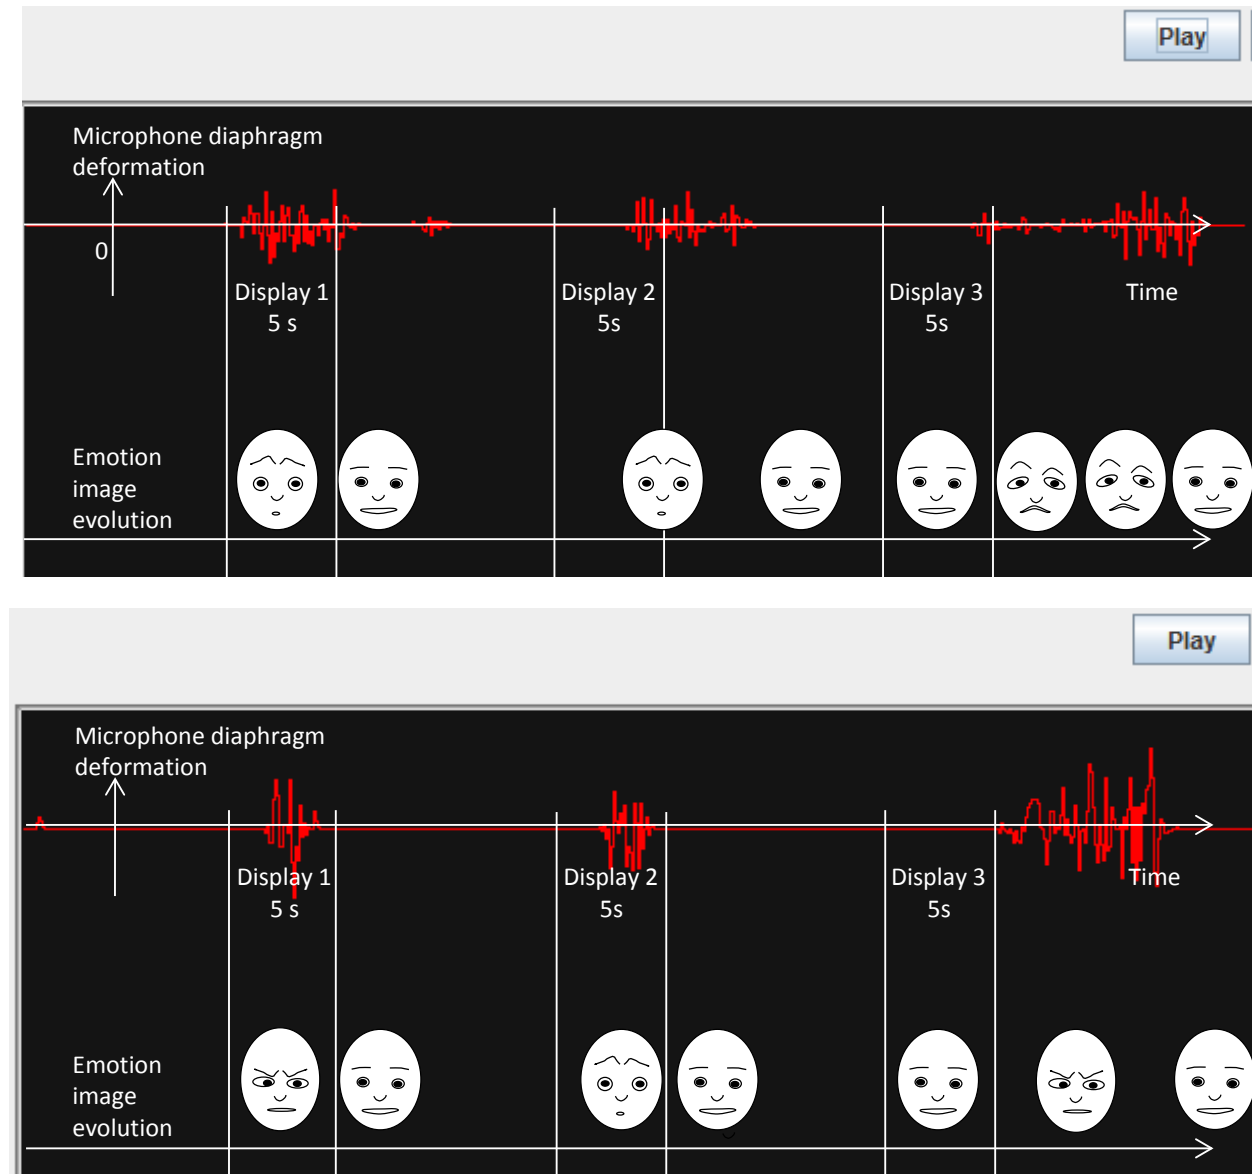 Play
Microphone diaphragm
deformation
0
Display 1
5 s
Display 2
5s
Display 3
5s
Time
Emotion
image
evolution
Play
Microphone diaphragm
deformation
Display 1
5 s
Display 2
5s
Display 3
5s
Time
Emotion
image
evolution